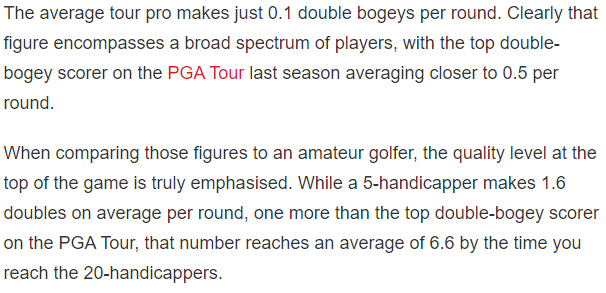 The average tour pro makes just 0.1 double bogeys per round. Clearly that
figure encompasses a broad spectrum of players, with the top double-
bogey scorer on the PGA Tour last season averaging closer to 0.5 per
round.
When comparing those figures to an amateur golfer, the quality level at the
top of the game is truly emphasised. While a 5-handicapper makes 1.6
doubles on average per round, one more than the top double-bogey scorer
on the PGA Tour, that number reaches an average of 6.6 by the time you
reach the 20-handicappers.